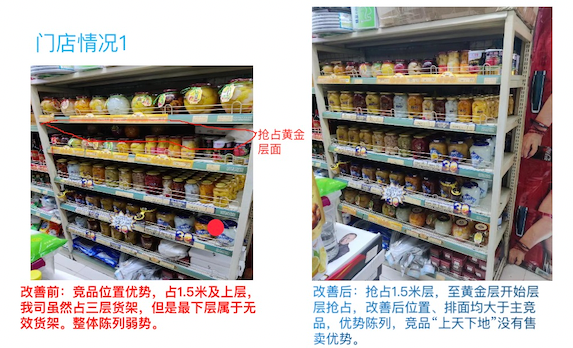 门店情况1
抢占黄金
层面
改善前：竞品位置优势，占1.5米及上层，
我司虽然占三层货架，但是最下层属于无
效货架。整体陈列弱势。
改善后：抢占1.5米层，至黄金层开始层
层抢占，改善后位置、排面均大于主竞
品，优势陈列，竞品“上天下地”没有售
卖优势。